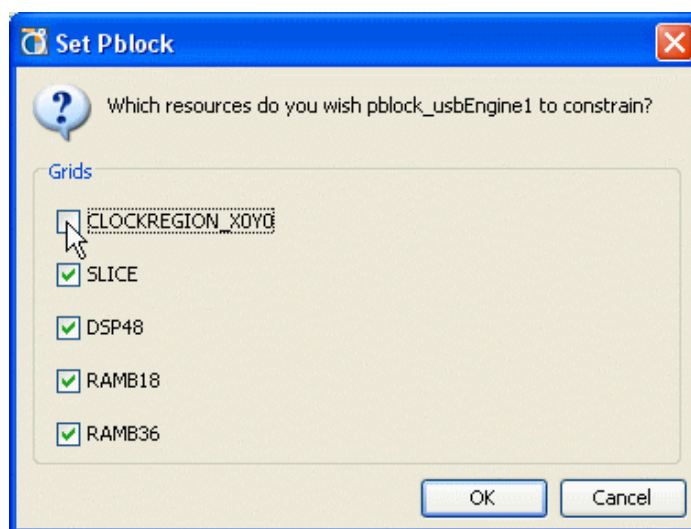 Set Pblock
Which resources do you wish pblock_usbEngine1 to constrain?
Grids
CLOCKREGION_X0Y0
SLICE
DSP48
RAMB18
RAMB36
OK Cancel